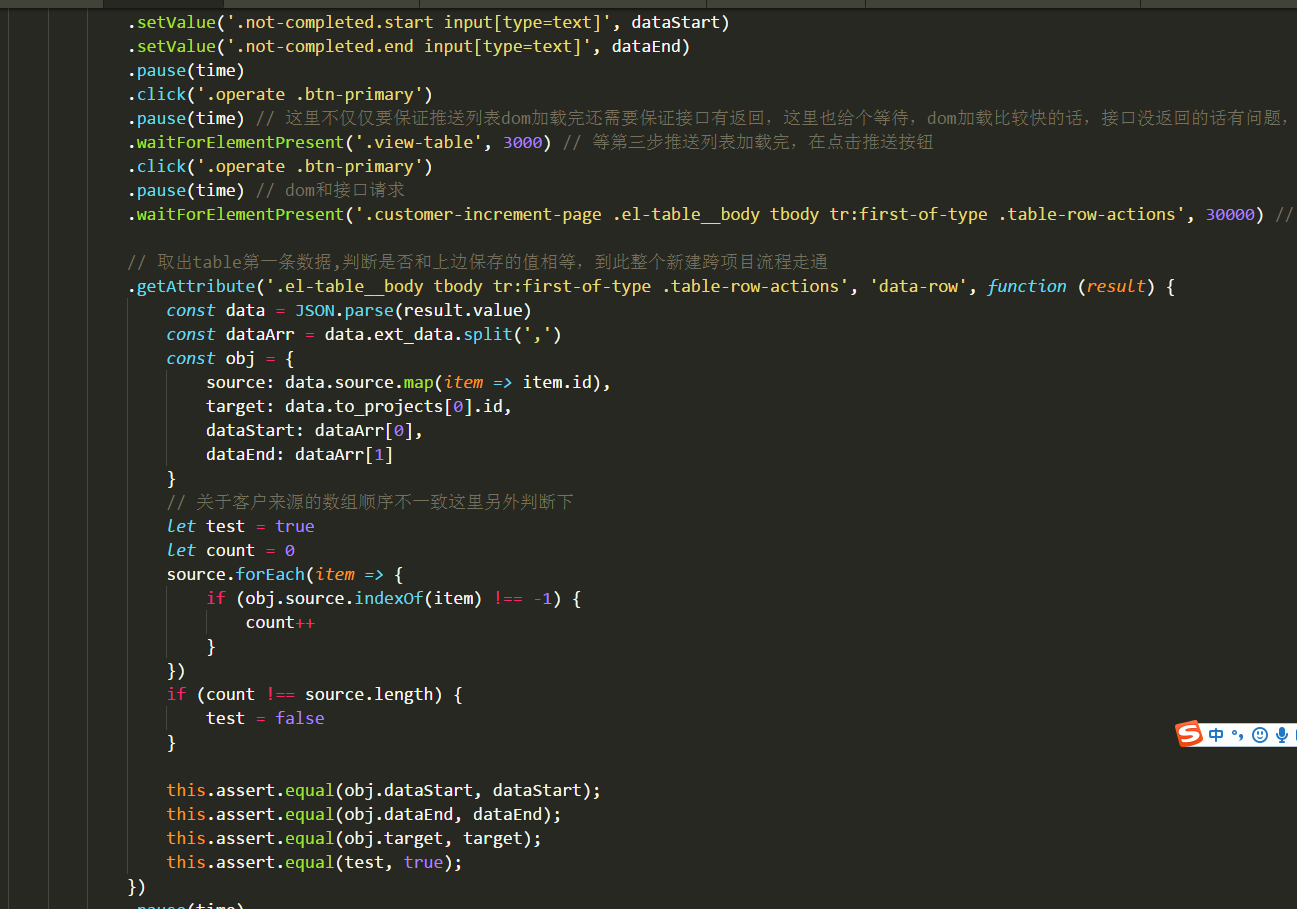 .setValue('.not-completed.start input[type=text]', dataStart)
.setValue('.not-completed.end input[type=text]', dataEnd)
.pause(time)
.click('.operate .btn-primary')
.pause(time) // 这里不仅仅要保证推送列表dom加载完还需要保证接口有返回，这里也给个等待，dom加载比较快的话，接口没返回的话有问题，
.waitForElementPresent('.view-table', 3000) // 等第三步推送列表加载完，在点击推送按钮
.click('.operate .btn-primary')
.pause(time) // dom和接口请求
.waitForElementPresent('.customer-increment-page .el-table__body tbody tr:first-of-type .table-row-actions', 30000) //
// 取出table第一条数据,判断是否和上边保存的值相等，到此整个新建跨项目流程走通
.getAttribute('.el-table__body tbody tr:first-of-type .table-row-actions', 'data-row', function (result) {
const data = JSON.parse(result.value)
const dataArr = data.ext_data.split(',')
const obj = {
source: data.source.map(item => item.id),
target: data.to_projects[0].id,
dataStart: dataArr[0],
dataEnd: dataArr[1]
}
// 关于客户来源的数组顺序不一致这里另外判断下
let test = true
let count = 0
source.forEach(item => {
if (obj.source.indexOf(item) !== -1) {
count++
}
})
if (count !== source.length) {
test = false
}
S 中 °,
this.assert.equal(obj.dataStart, dataStart);
this.assert.equal(obj.dataEnd, dataEnd);
this.assert.equal(obj.target, target);
this.assert.equal(test, true);
})
.pause(time)